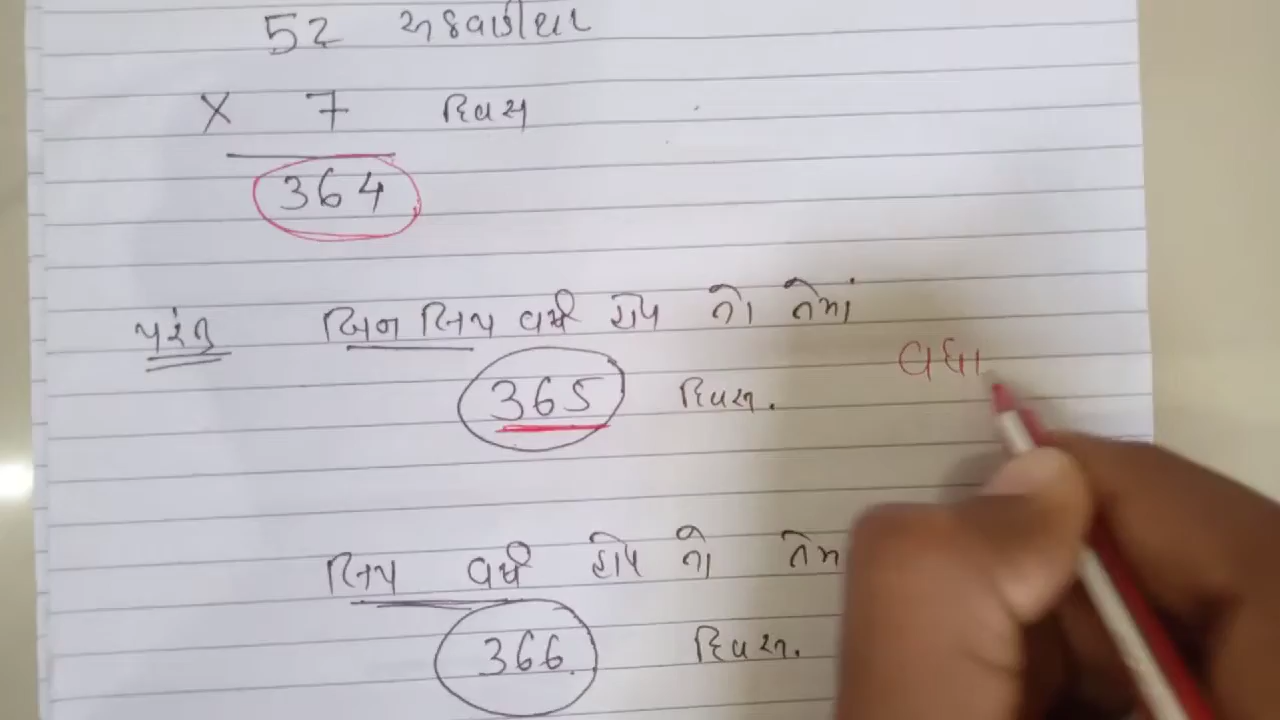 52 અઠવાડીયાર
× 7 દિવસ
364
પરંતુ બિન લિપ વર્ષ હોય તો તેમાં
365 દિવસ. વધા
લિપ વર્ષ હોય તો તેમ
366 દિવસ.